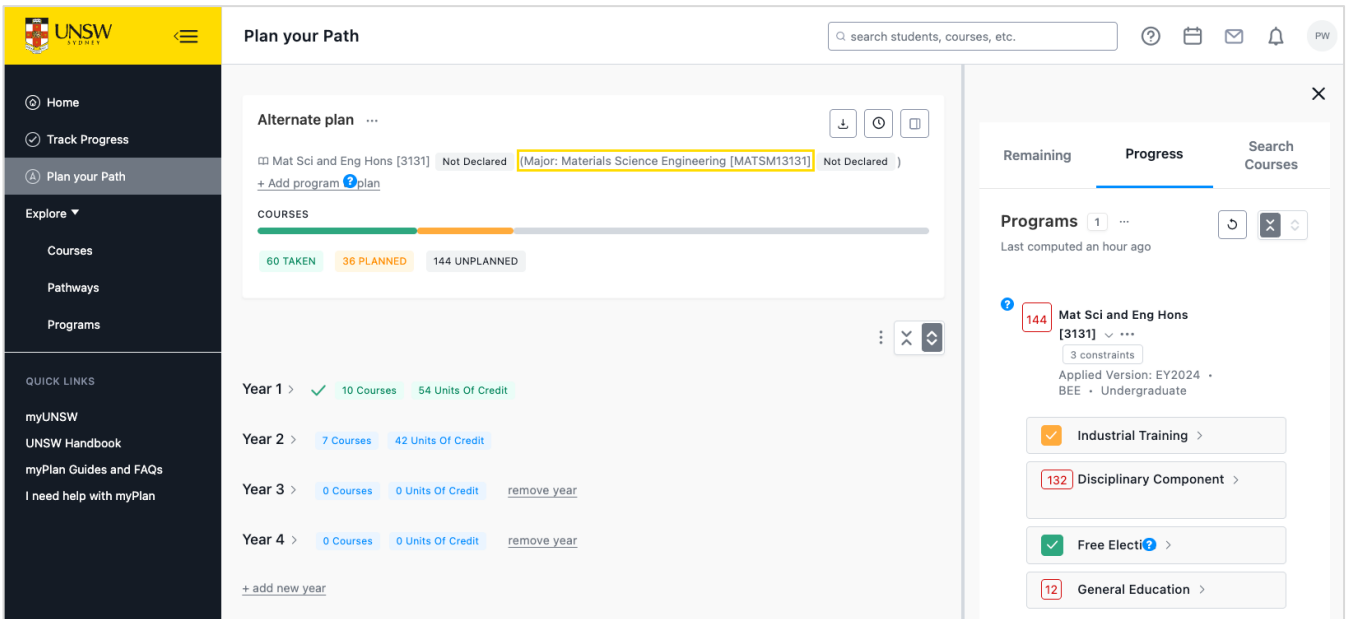 UNSW
SYDNEY
Plan your Path
search students, courses, etc.
PW
Home
Track Progress
Plan your Path
Explore
Courses
Pathways
Programs
QUICK LINKS
myUNSW
UNSW Handbook
myPlan Guides and FAQs
I need help with myPlan
Alternate plan ...
Mat Sci and Eng Hons [3131] Not Declared (Major: Materials Science Engineering [MATSM13131] Not Declared )
+ Add program ? plan
COURSES
60 TAKEN 36 PLANNED 144 UNPLANNED
Year 1 > 10 Courses 54 Units Of Credit
Year 2 > 7 Courses 42 Units Of Credit
Year 3 > 0 Courses 0 Units Of Credit remove year
Year 4 > 0 Courses 0 Units Of Credit remove year
+ add new year
Remaining Progress Search
Courses
Programs 1 ...
Last computed an hour ago
? 144 Mat Sci and Eng Hons
[3131] ...
3 constraints
Applied Version: EY2024 •
BEE • Undergraduate
Industrial Training >
132 Disciplinary Component >
Free Electi ? >
12 General Education >